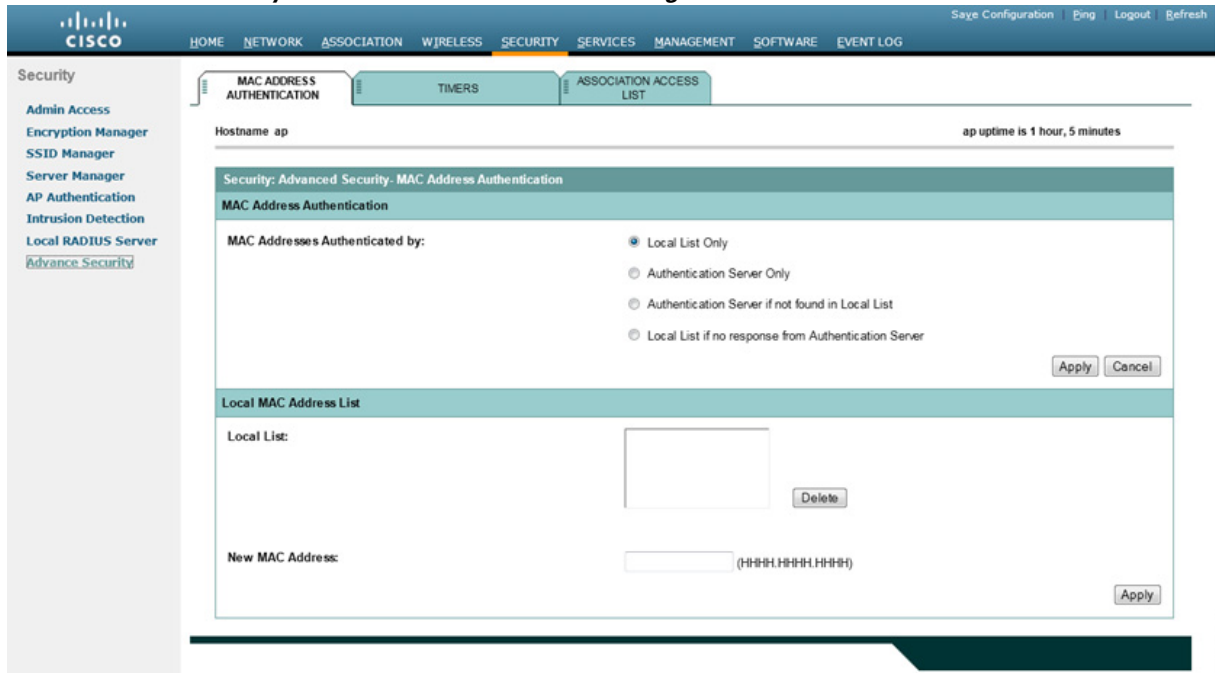 Save Configuration Ping Logout Refresh
CISCO
HOME NETWORK ASSOCIATION WIRELESS SECURITY SERVICES MANAGEMENT SOFTWARE EVENT LOG
Security
Admin Access
Encryption Manager
SSID Manager
Server Manager
AP Authentication
Intrusion Detection
Local RADIUS Server
Advance Security
MAC ADDRESS
AUTHENTICATION
TIMERS
ASSOCIATION ACCESS
LIST
Hostname ap
ap uptime is 1 hour, 5 minutes
Security: Advanced Security- MAC Address Authentication
MAC Address Authentication
MAC Addresses Authenticated by:
Local List Only
Authentication Server Only
Authentication Server if not found in Local List
Local List if no response from Authentication Server
Apply Cancel
Local MAC Address List
Local List:
Delete
New MAC Address:
(HHHH.HHHH.HHHH)
Apply